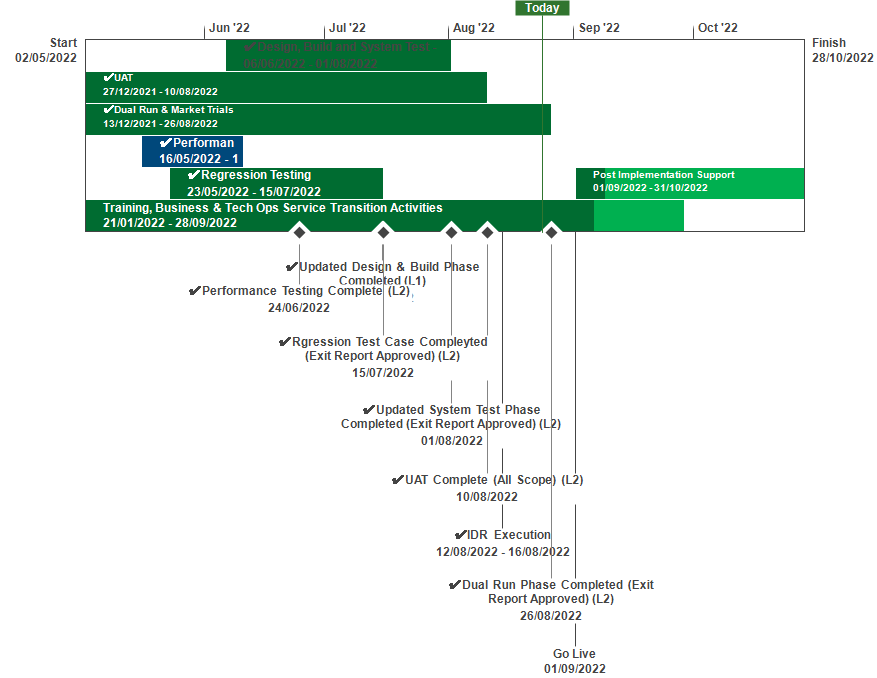 Today
Jun '22
Jul '22
Aug '22
Sep '22
Oct '22
Start
02/05/2022
Finish
28/10/2022
✔Design, Build and System Test
✔UAT
27/12/2021 - 10/08/2022
✔Dual Run & Market Trials
13/12/2021 - 26/08/2022
✔Performan
16/05/2022 - 1
✔Regression Testing
23/05/2022 - 15/07/2022
Post Implementation Support
01/09/2022 - 31/10/2022
Training, Business & Tech Ops Service Transition Activities
21/01/2022 - 28/09/2022
✔Updated Design & Build Phase
Completed (L1)
✔Performance Testing Complete (L2)
24/06/2022
✔Rgression Test Case Compleyted
(Exit Report Approved) (L2)
15/07/2022
✔Updated System Test Phase
Completed (Exit Report Approved) (L2)
01/08/2022
✔UAT Complete (All Scope) (L2)
10/08/2022
✔IDR Execution
12/08/2022 - 16/08/2022
✔Dual Run Phase Completed (Exit
Report Approved) (L2)
26/08/2022
Go Live
01/09/2022